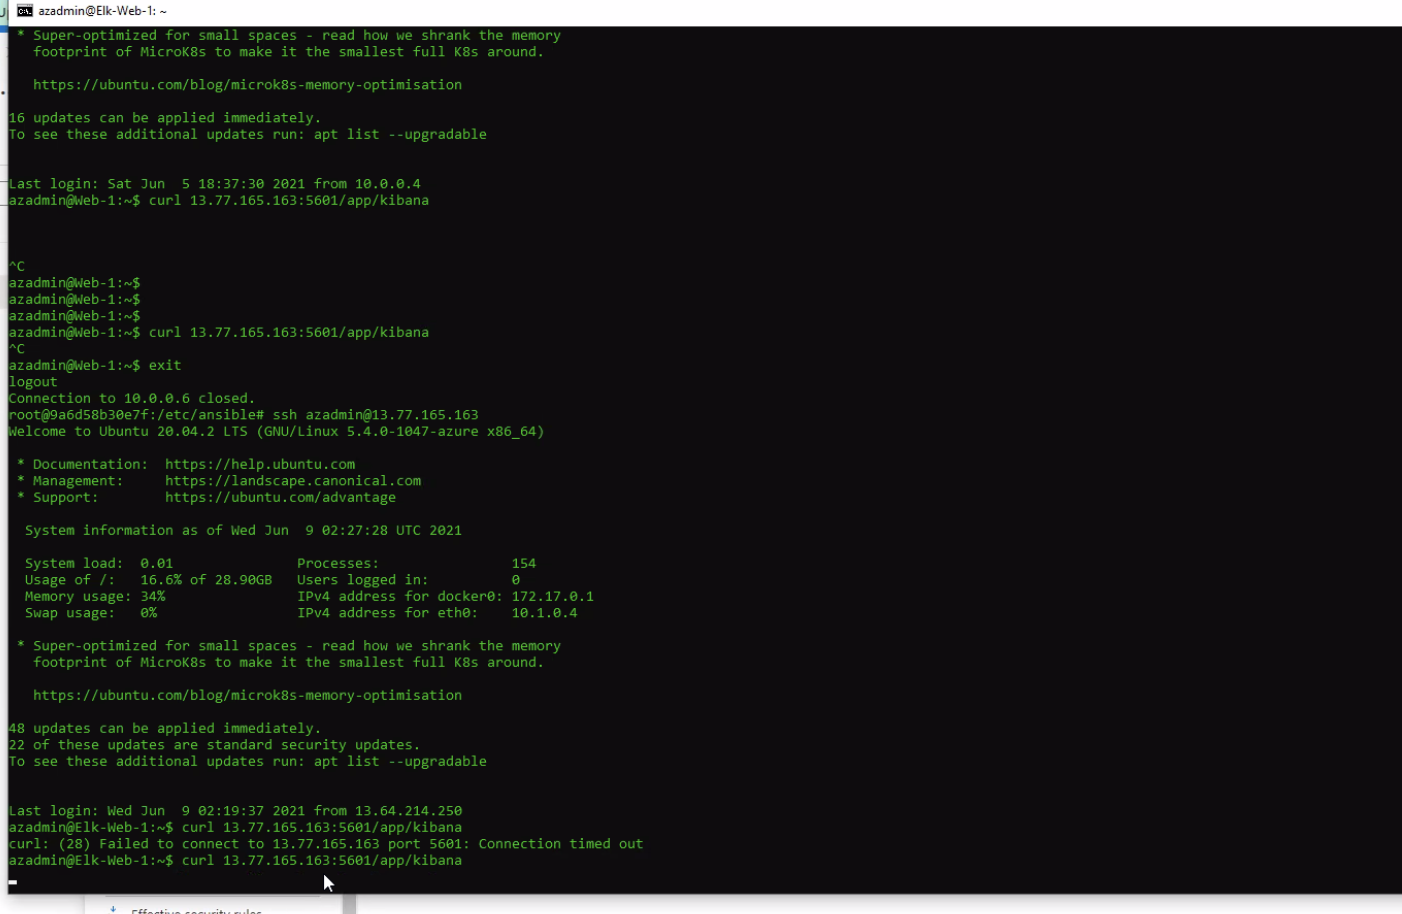 azadmin@Elk-Web-1: ~
* Super-optimized for small spaces - read how we shrank the memory
footprint of MicroK8s to make it the smallest full K8s around.
https://ubuntu.com/blog/microk8s-memory-optimisation
16 updates can be applied immediately.
To see these additional updates run: apt list --upgradable
Last login: Sat Jun  5 18:37:30 2021 from 10.0.0.4
azadmin@Web-1:~$ curl 13.77.165.163:5601/app/kibana
^C
azadmin@Web-1:~$
azadmin@Web-1:~$
azadmin@Web-1:~$
azadmin@Web-1:~$ curl 13.77.165.163:5601/app/kibana
^C
azadmin@Web-1:~$ exit
logout
Connection to 10.0.0.6 closed.
root@9a6d58b30e7f:/etc/ansible# ssh azadmin@13.77.165.163
Welcome to Ubuntu 20.04.2 LTS (GNU/Linux 5.4.0-1047-azure x86_64)
* Documentation:  https://help.ubuntu.com
* Management:     https://landscape.canonical.com
* Support:        https://ubuntu.com/advantage
System information as of Wed Jun  9 02:27:28 UTC 2021
System load:  0.01               Processes:                154
Usage of /:   16.6% of 28.90GB   Users logged in:          0
Memory usage: 34%                IPv4 address for docker0: 172.17.0.1
Swap usage:   0%                 IPv4 address for eth0:    10.1.0.4
* Super-optimized for small spaces - read how we shrank the memory
footprint of MicroK8s to make it the smallest full K8s around.
https://ubuntu.com/blog/microk8s-memory-optimisation
48 updates can be applied immediately.
22 of these updates are standard security updates.
To see these additional updates run: apt list --upgradable
Last login: Wed Jun  9 02:19:37 2021 from 13.64.214.250
azadmin@Elk-Web-1:~$ curl 13.77.165.163:5601/app/kibana
curl: (28) Failed to connect to 13.77.165.163 port 5601: Connection timed out
azadmin@Elk-Web-1:~$ curl 13.77.165.163:5601/app/kibana
Effective security rules